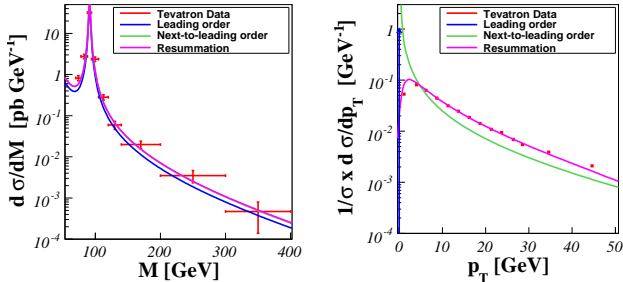 Tevatron Data
Leading order
Next-to-leading order
Resummation
d σ/dM [pb GeV⁻¹]
10
1
10⁻¹
10⁻²
10⁻³
10⁻⁴
100 200 300 400
M [GeV]
Tevatron Data
Leading order
Next-to-leading order
Resummation
1/σ x d σ/dp_T [GeV⁻¹]
1
10⁻¹
10⁻²
10⁻³
10⁻⁴
0 10 20 30 40 50
p_T [GeV]